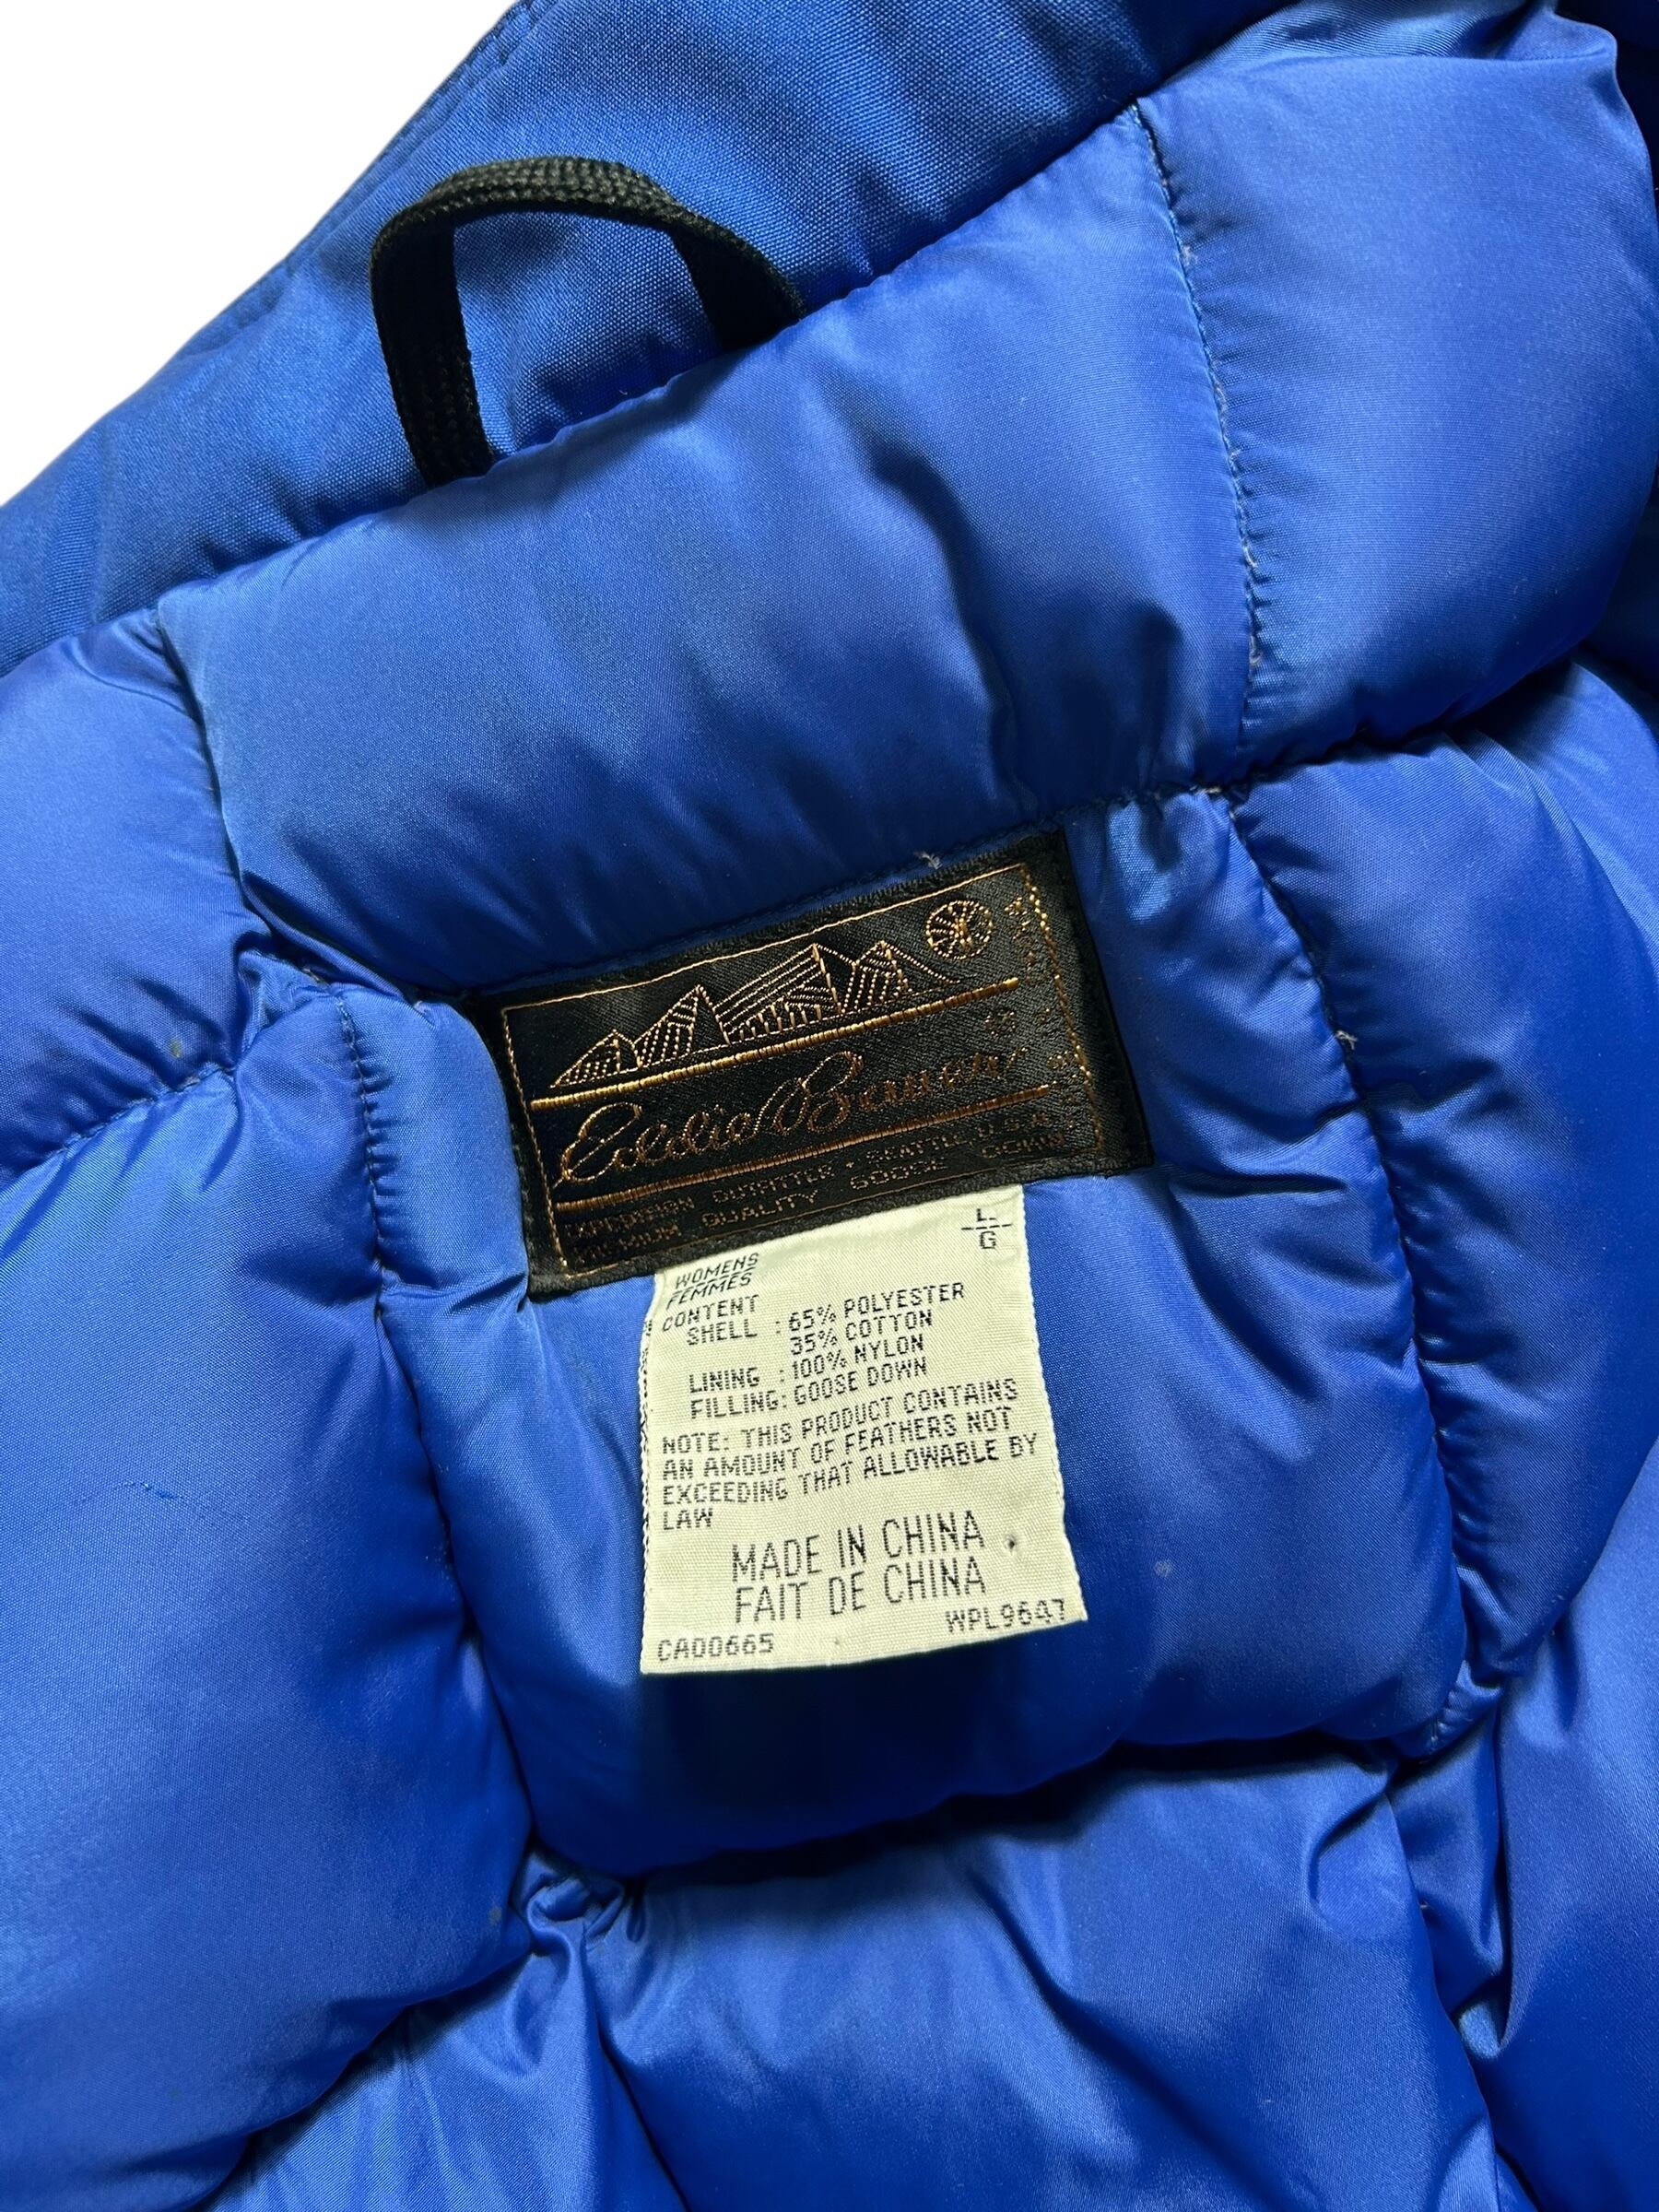 Eddie Bauer
EXPEDITION OUTFITTER • SEATTLE, U.S.A.
PREMIUM QUALITY GOOSE DOWN
L.
G
WOMENS
FEMMES
CONTENT
SHELL : 65% POLYESTER
35% COTTON
LINING : 100% NYLON
FILLING: GOOSE DOWN
NOTE: THIS PRODUCT CONTAINS
AN AMOUNT OF FEATHERS NOT
EXCEEDING THAT ALLOWABLE BY
LAW
MADE IN CHINA
FAIT DE CHINA
CA00665 WPL9647